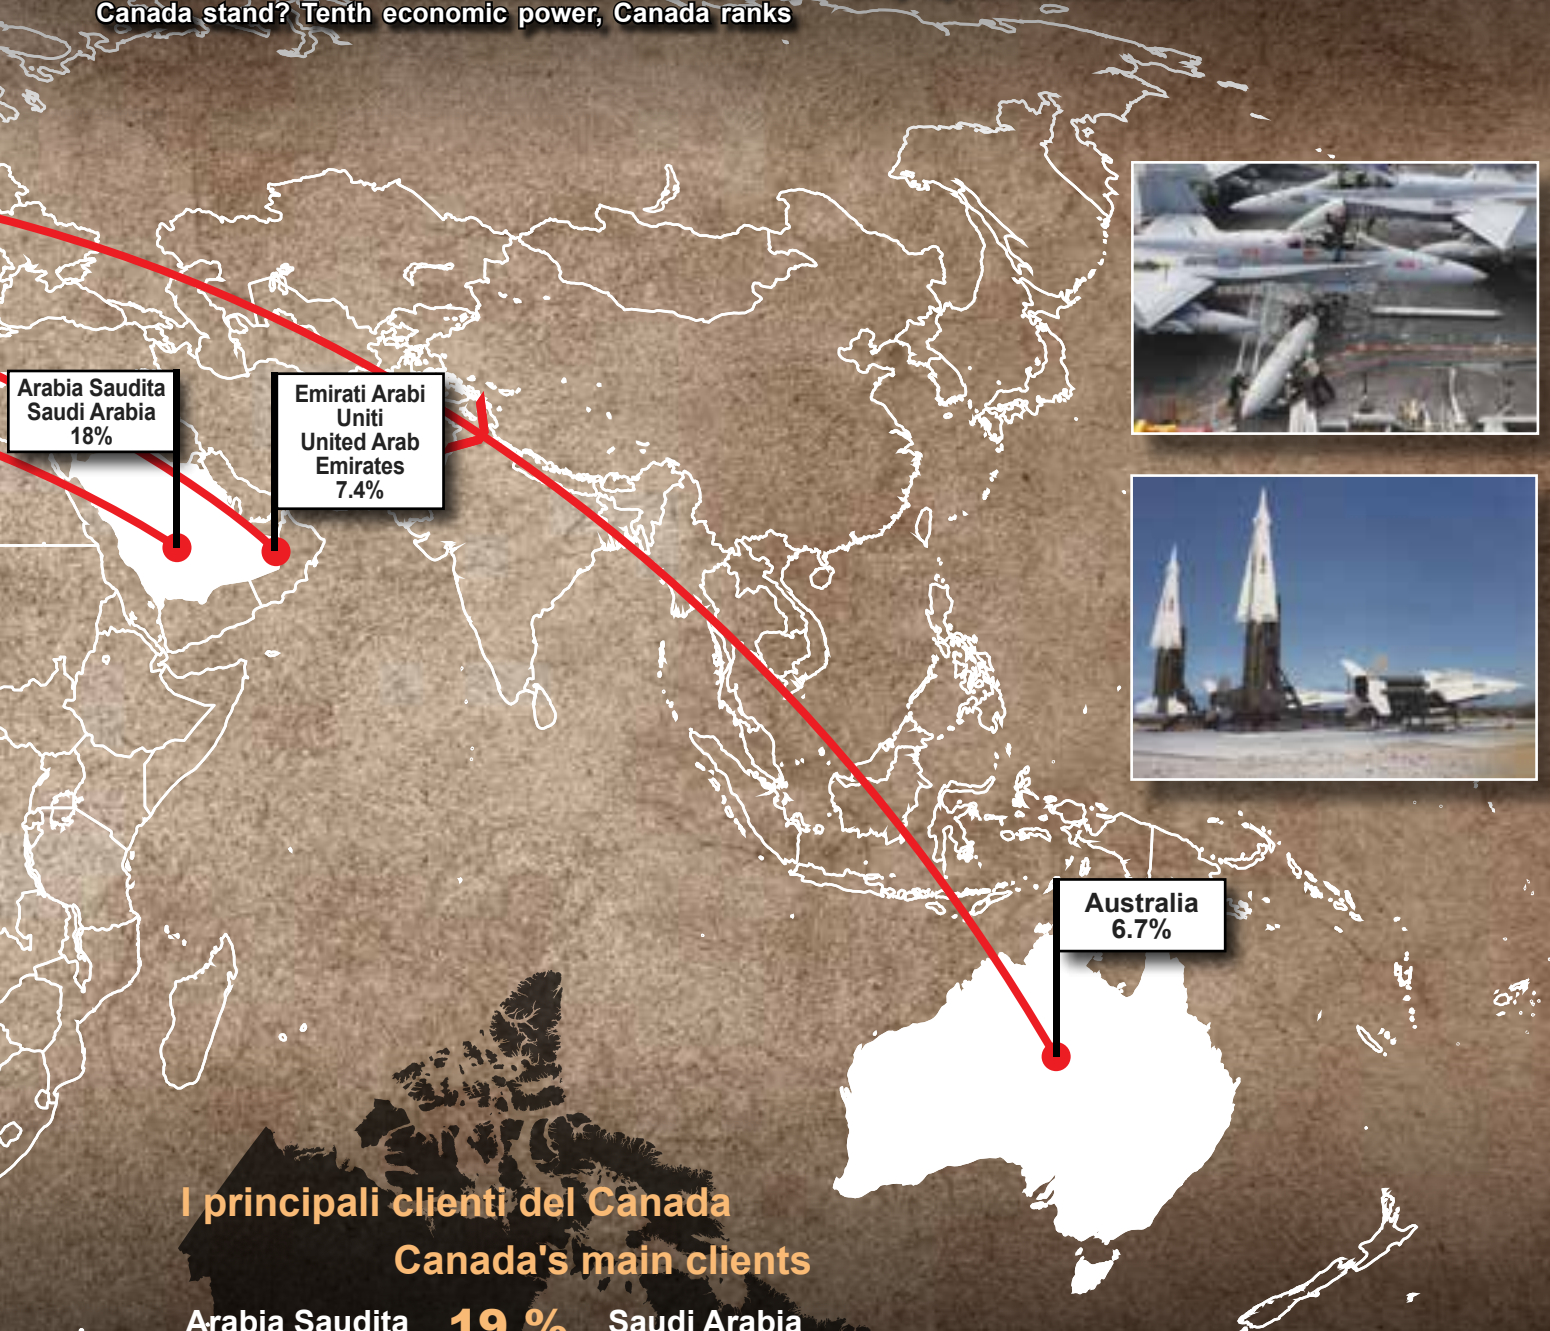 Canada stand? Tenth economic power, Canada ranks
Arabia Saudita
Saudi Arabia
18%
Emirati Arabi
Uniti
United Arab
Emirates
7.4%
Australia
6.7%
I principali clienti del Canada
Canada's main clients
Arabia Saudita 19 % Saudi Arabia